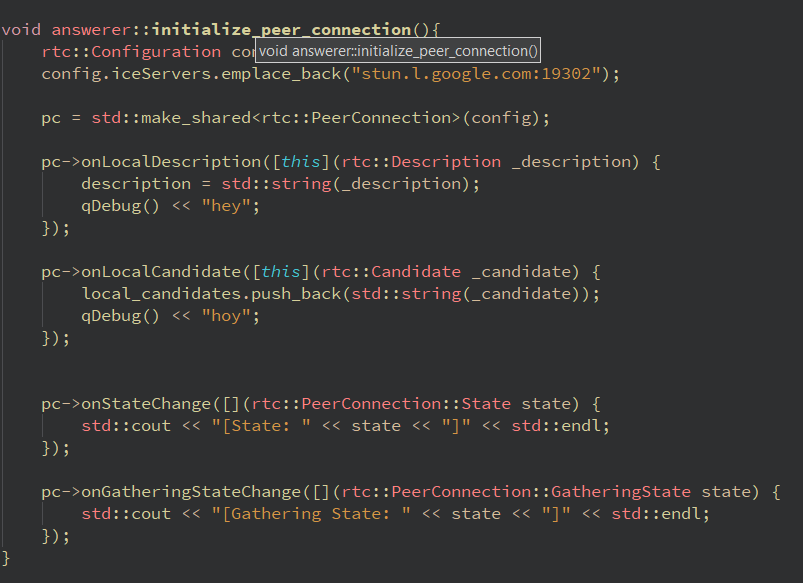 void answerer::initialize_peer_connection(){
rtc::Configuration co
void answerer::initialize_peer_connection()
config.iceServers.emplace_back("stun.l.google.com:19302");
pc = std::make_shared<rtc::PeerConnection>(config);
pc->onLocalDescription([this](rtc::Description _description) {
description = std::string(_description);
qDebug() << "hey";
});
pc->onLocalCandidate([this](rtc::Candidate _candidate) {
local_candidates.push_back(std::string(_candidate));
qDebug() << "hoy";
});
pc->onStateChange([](rtc::PeerConnection::State state) {
std::cout << "[State: " << state << "]" << std::endl;
});
pc->onGatheringStateChange([](rtc::PeerConnection::GatheringState state) {
std::cout << "[Gathering State: " << state << "]" << std::endl;
});
}